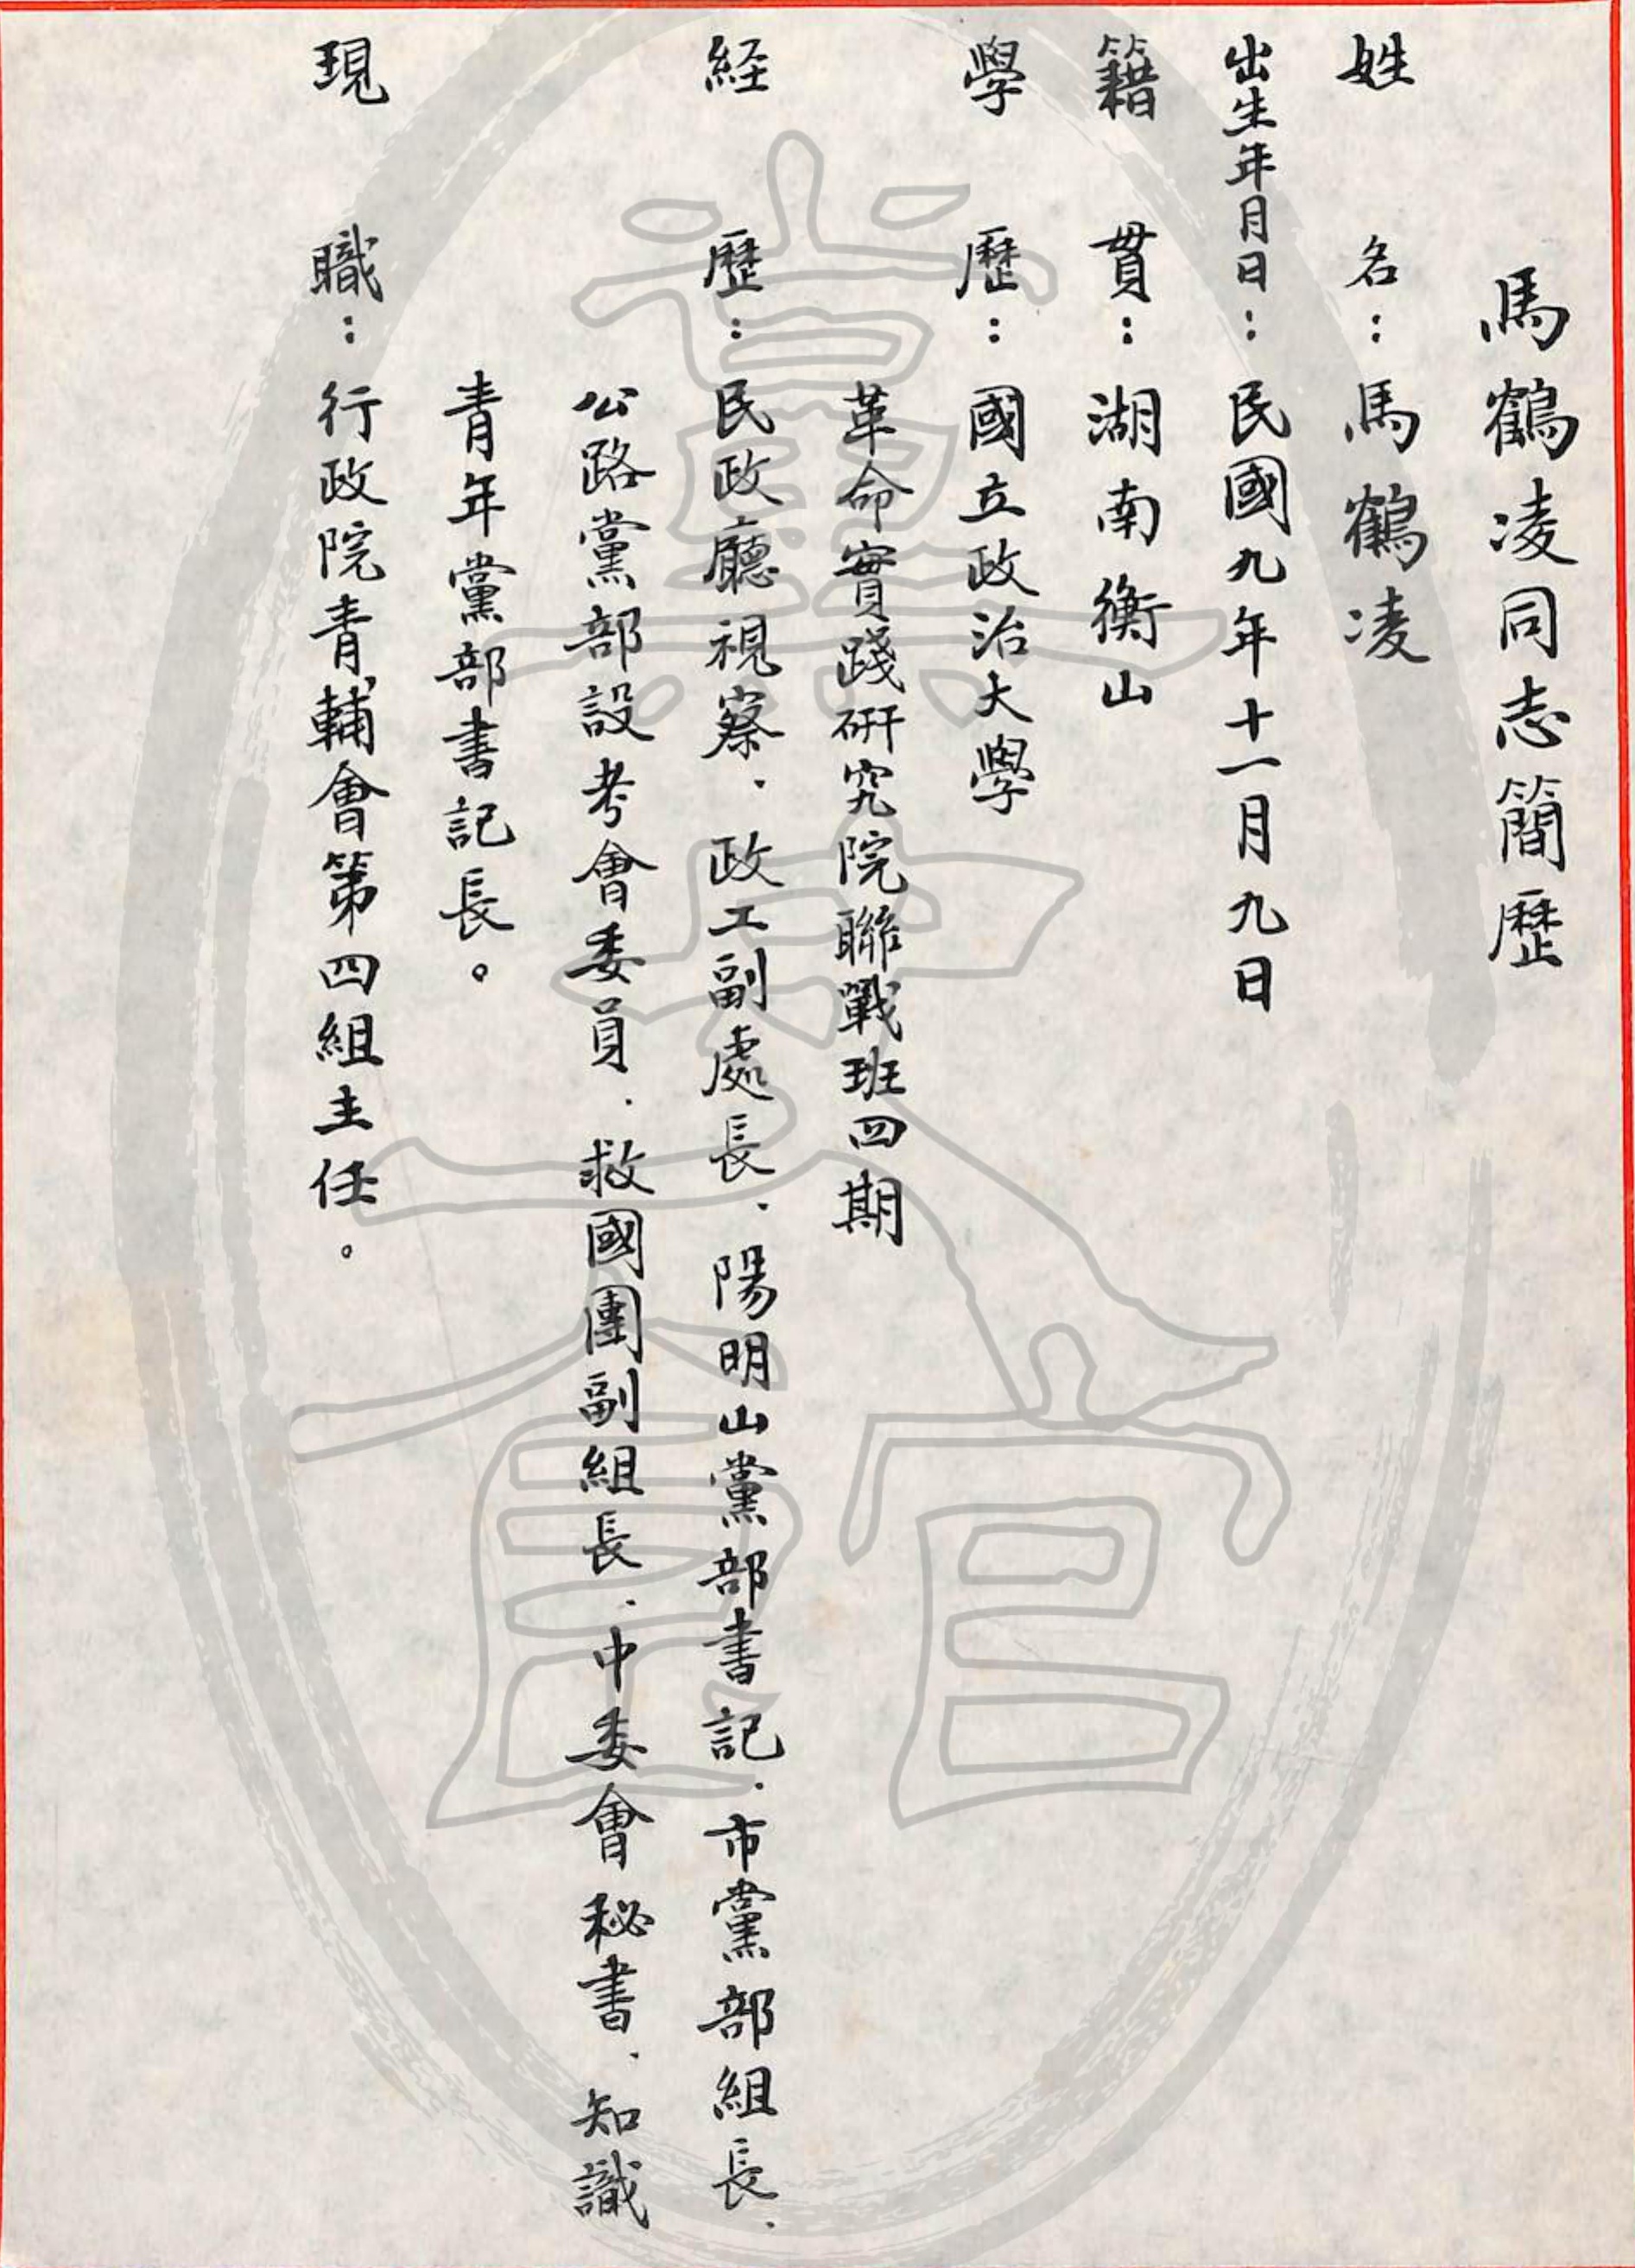 馬鶴凌同志簡歷
姓名：馬鶴凌
出生年月日：民國九年十一月九日
籍貫：湖南衡山
學歷：國立政治大學
革命實踐研究院聯戰班四期
経歷：民政廳視察、政工副處長、陽明山黨部書記、市黨部組長、
公路黨部設考會委員、救國團副組長、中委會秘書、知識
青年黨部書記長。
現職：行政院青輔會第四組主任。